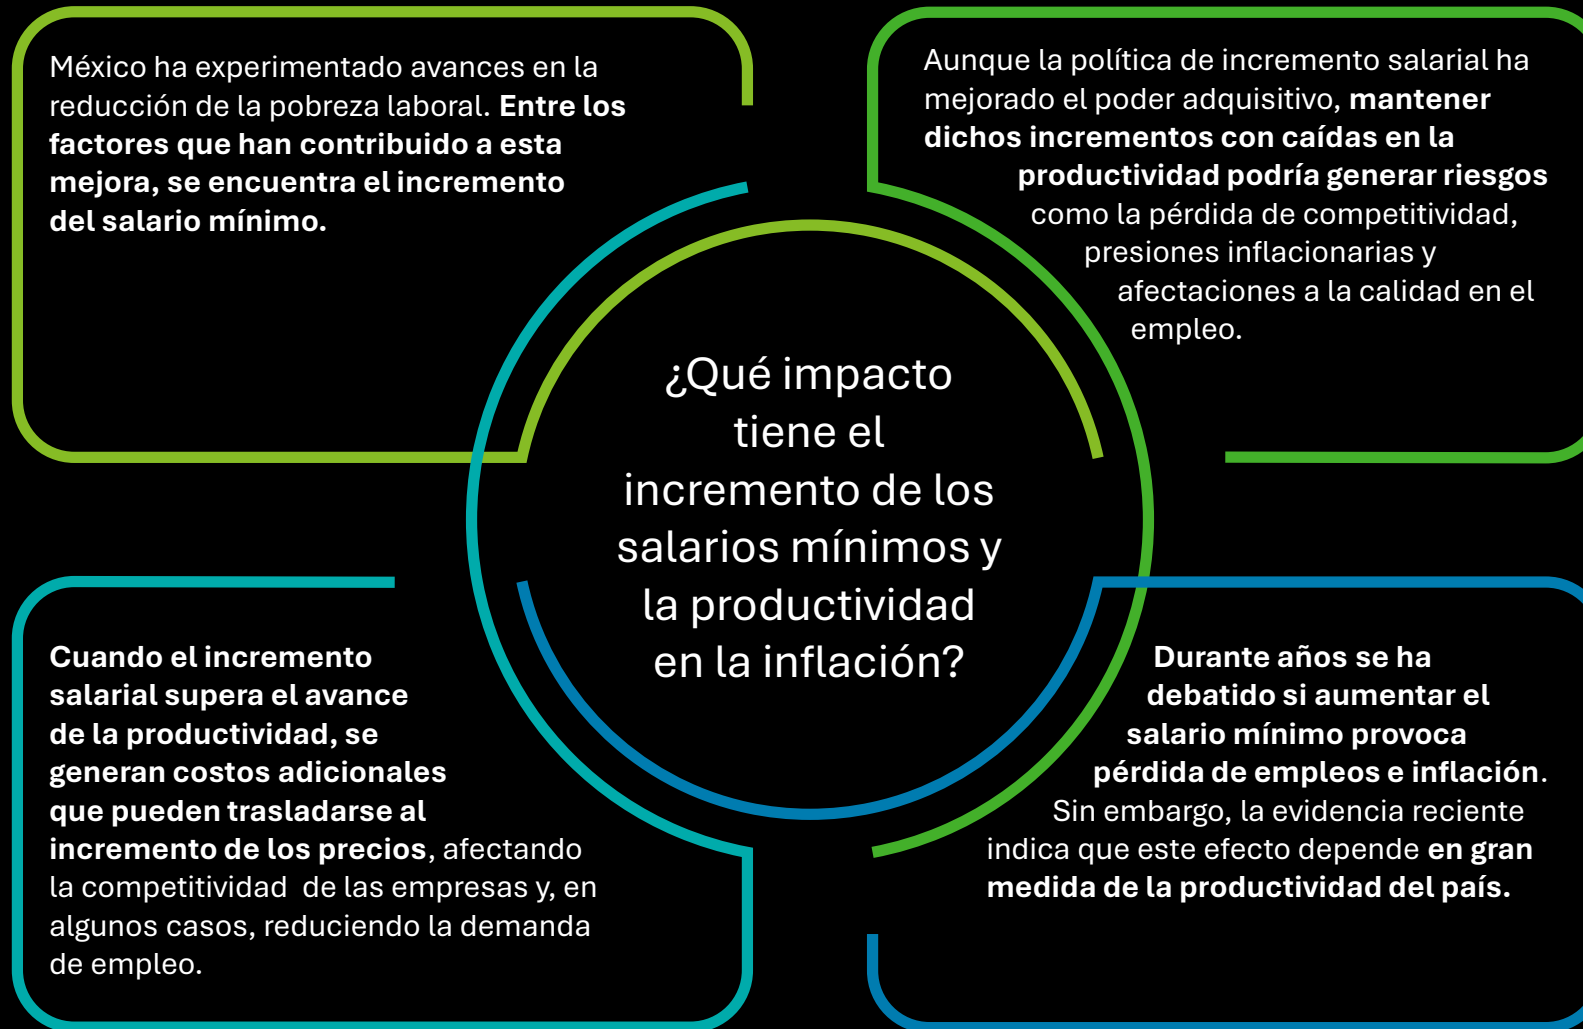 México ha experimentado avances en la
reducción de la pobreza laboral. Entre los
factores que han contribuido a esta
mejora, se encuentra el incremento
del salario mínimo.
Aunque la política de incremento salarial ha
mejorado el poder adquisitivo, mantener
dichos incrementos con caídas en la
productividad podría generar riesgos
como la pérdida de competitividad,
presiones inflacionarias y
afectaciones a la calidad en el
empleo.
¿Qué impacto
tiene el
incremento de los
salarios mínimos y
la productividad
en la inflación?
Cuando el incremento
salarial supera el avance
de la productividad, se
generan costos adicionales
que pueden trasladarse al
incremento de los precios, afectando
la competitividad  de las empresas y, en
algunos casos, reduciendo la demanda
de empleo.
Durante años se ha
debatido si aumentar el
salario mínimo provoca
pérdida de empleos e inflación.
Sin embargo, la evidencia reciente
indica que este efecto depende en gran
medida de la productividad del país.